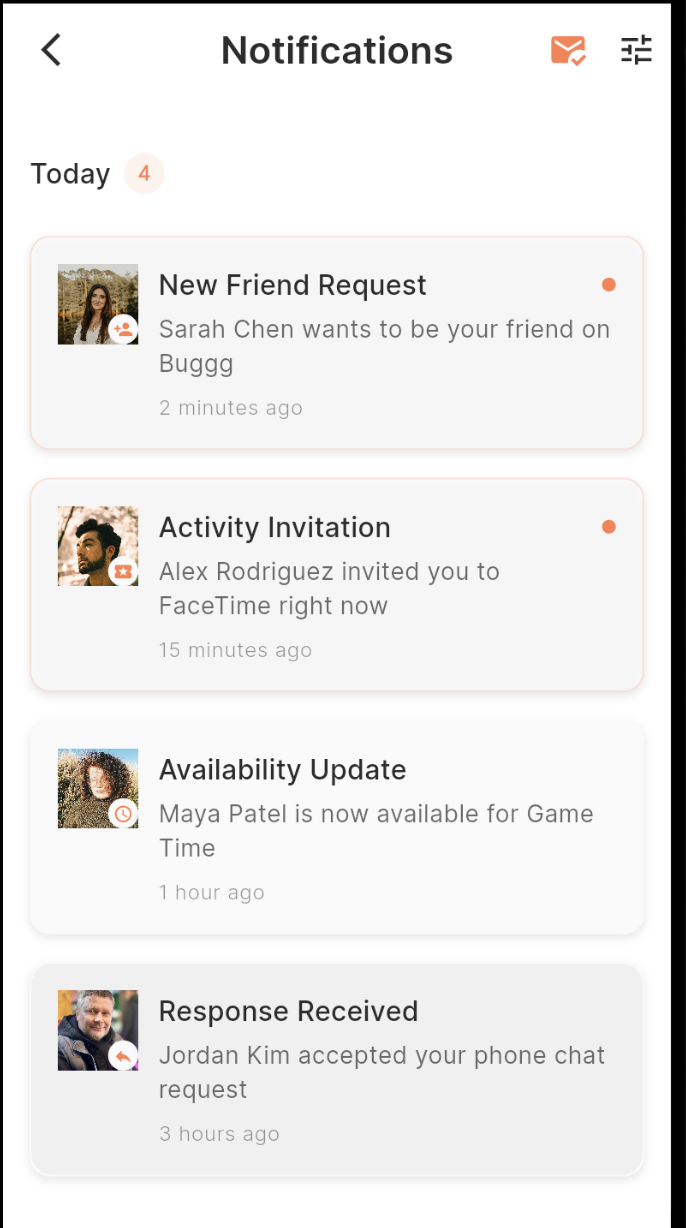 Notifications
Today 4
New Friend Request
Sarah Chen wants to be your friend on
Buggg
2 minutes ago
Activity Invitation
Alex Rodriguez invited you to
FaceTime right now
15 minutes ago
Availability Update
Maya Patel is now available for Game
Time
1 hour ago
Response Received
Jordan Kim accepted your phone chat
request
3 hours ago